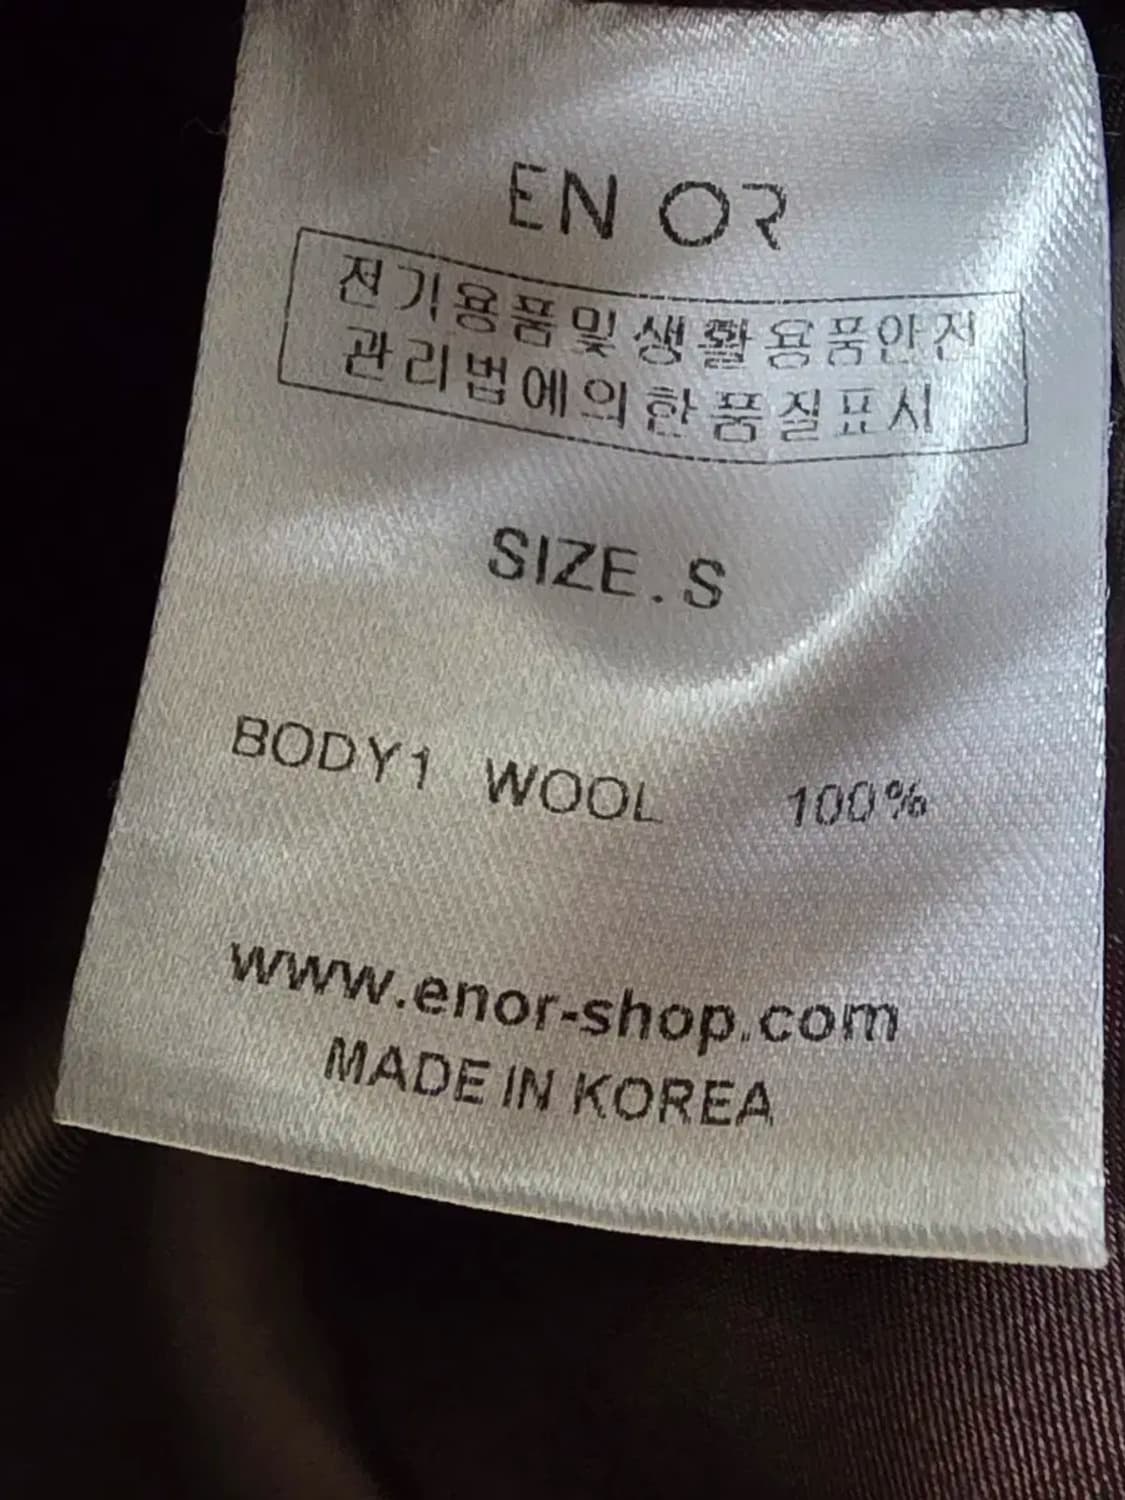 EN OR
전기용품및생활용품안전
관리법에의한품질표시
SIZE.S
BODY1 WOOL 100%
www.enor-shop.com
MADE IN KOREA